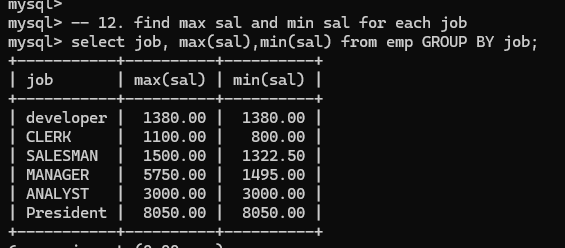 mysql>
mysql> -- 12. find max sal and min sal for each job
mysql> select job, max(sal),min(sal) from emp GROUP BY job;
+-----------+----------+----------+
| job       | max(sal) | min(sal) |
+-----------+----------+----------+
| developer |  1380.00 |  1380.00 |
| CLERK     |  1100.00 |   800.00 |
| SALESMAN  |  1500.00 |  1322.50 |
| MANAGER   |  5750.00 |  1495.00 |
| ANALYST   |  3000.00 |  3000.00 |
| President |  8050.00 |  8050.00 |
+-----------+----------+----------+